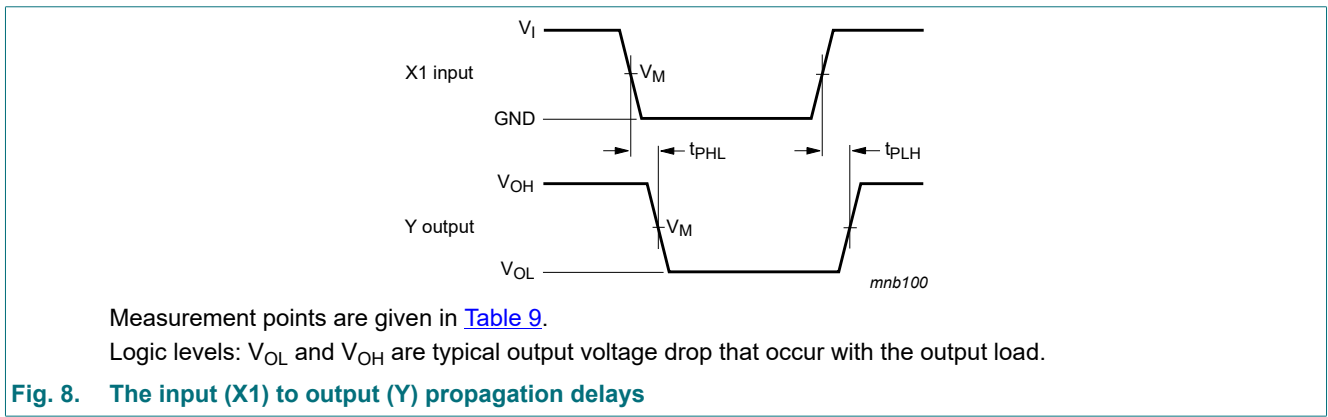 VI
X1 input
VM
GND
tPHL
tPLH
VOH
Y output
VM
VOL
mnb100
Measurement points are given in Table 9.
Logic levels: VOL and VOH are typical output voltage drop that occur with the output load.
Fig. 8. The input (X1) to output (Y) propagation delays